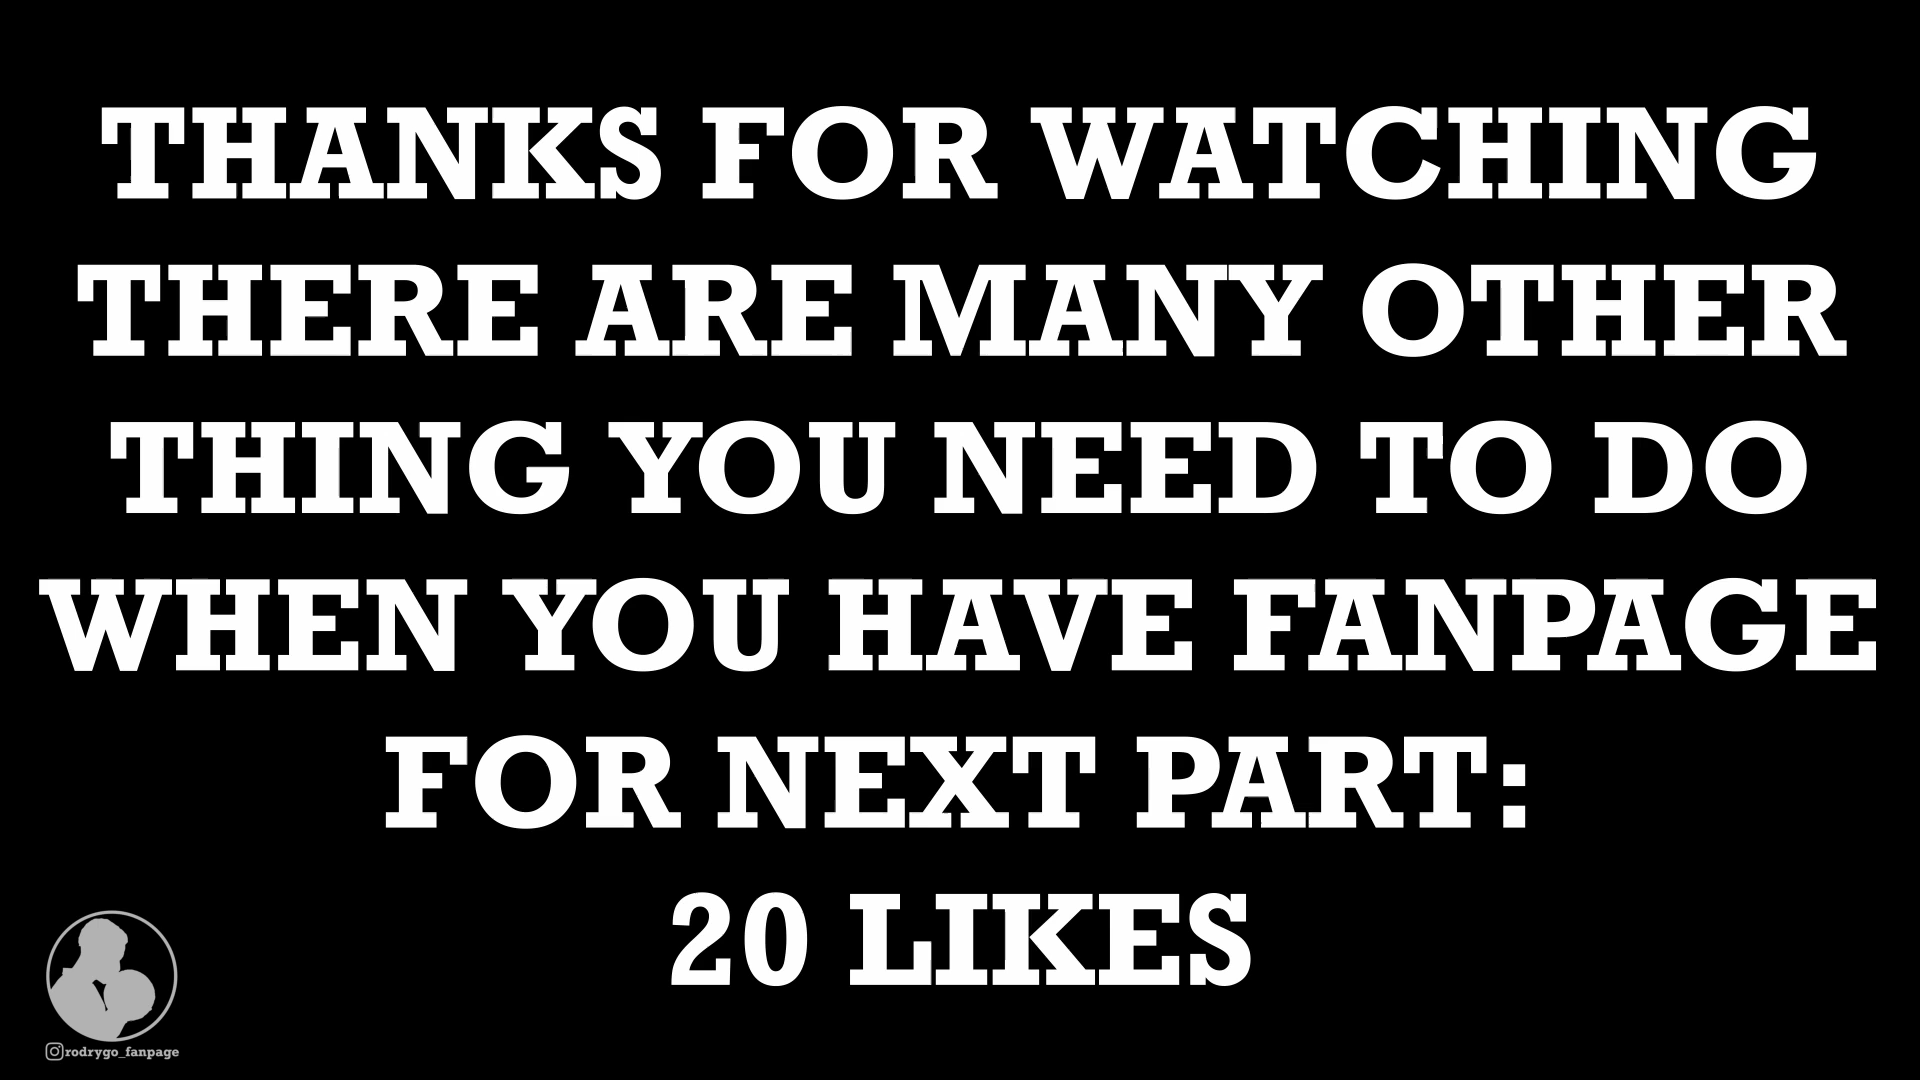 THANKS FOR WATCHING
THERE ARE MANY OTHER
THING YOU NEED TO DO
WHEN YOU HAVE FANPAGE
FOR NEXT PART:
20 LIKES
rodrygo_fanpage